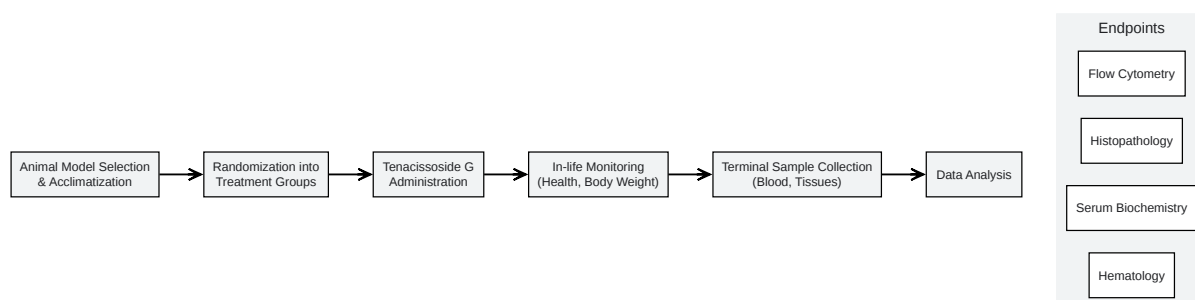 Animal Model Selection
& Acclimatization
Randomization into
Treatment Groups
Tenacissoside G
Administration
In-life Monitoring
(Health, Body Weight)
Terminal Sample Collection
(Blood, Tissues)
Data Analysis
Endpoints
Flow Cytometry
Histopathology
Serum Biochemistry
Hematology